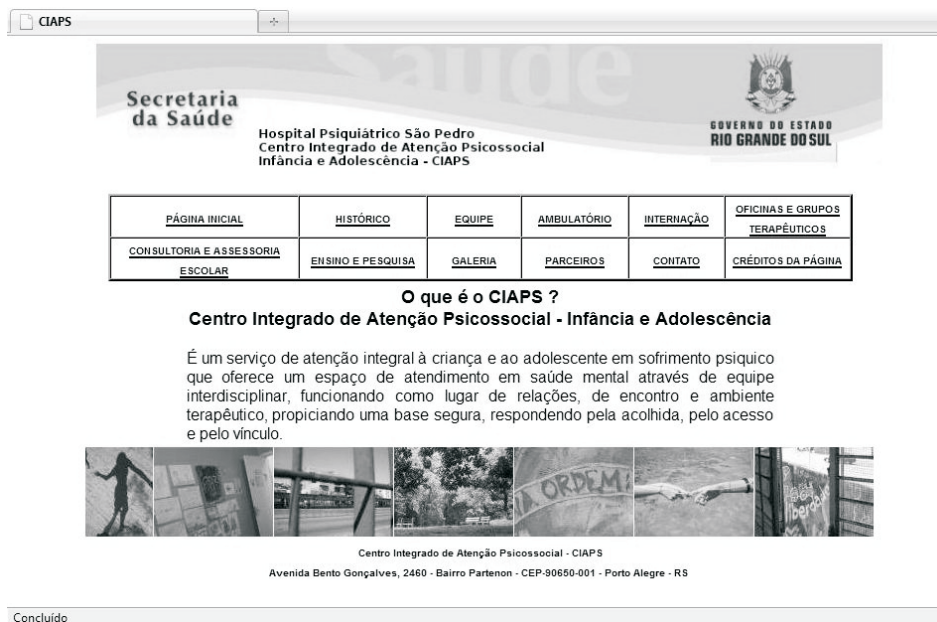 CIAPS
Saúde
Secretaria
da Saúde
Hospital Psiquiátrico São Pedro
Centro Integrado de Atenção Psicossocial
Infância e Adolescência - CIAPS
GOVERNO DO ESTADO
RIO GRANDE DO SUL
PÁGINA INICIAL
HISTÓRICO
EQUIPE
AMBULATÓRIO
INTERNAÇÃO
OFICINAS E GRUPOS
TERAPÊUTICOS
CONSULTORIA E ASSESSORIA
ESCOLAR
ENSINO E PESQUISA
GALERIA
PARCEIROS
CONTATO
CRÉDITOS DA PÁGINA
O que é o CIAPS ?
Centro Integrado de Atenção Psicossocial - Infância e Adolescência
É um serviço de atenção integral à criança e ao adolescente em sofrimento psiquico
que oferece um espaço de atendimento em saúde mental através de equipe
interdisciplinar, funcionando como lugar de relações, de encontro e ambiente
terapêutico, propiciando uma base segura, respondendo pela acolhida, pelo acesso
e pelo vínculo.
ORDEM
liberdade
Centro Integrado de Atenção Psicossocial - CIAPS
Avenida Bento Gonçalves, 2460 - Bairro Partenon - CEP-90650-001 - Porto Alegre - RS
Concluído